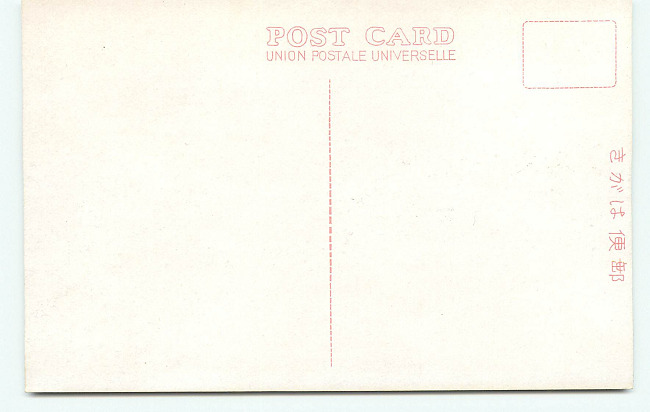 POST CARD
UNION POSTALE UNIVERSELLE
郵便はがき